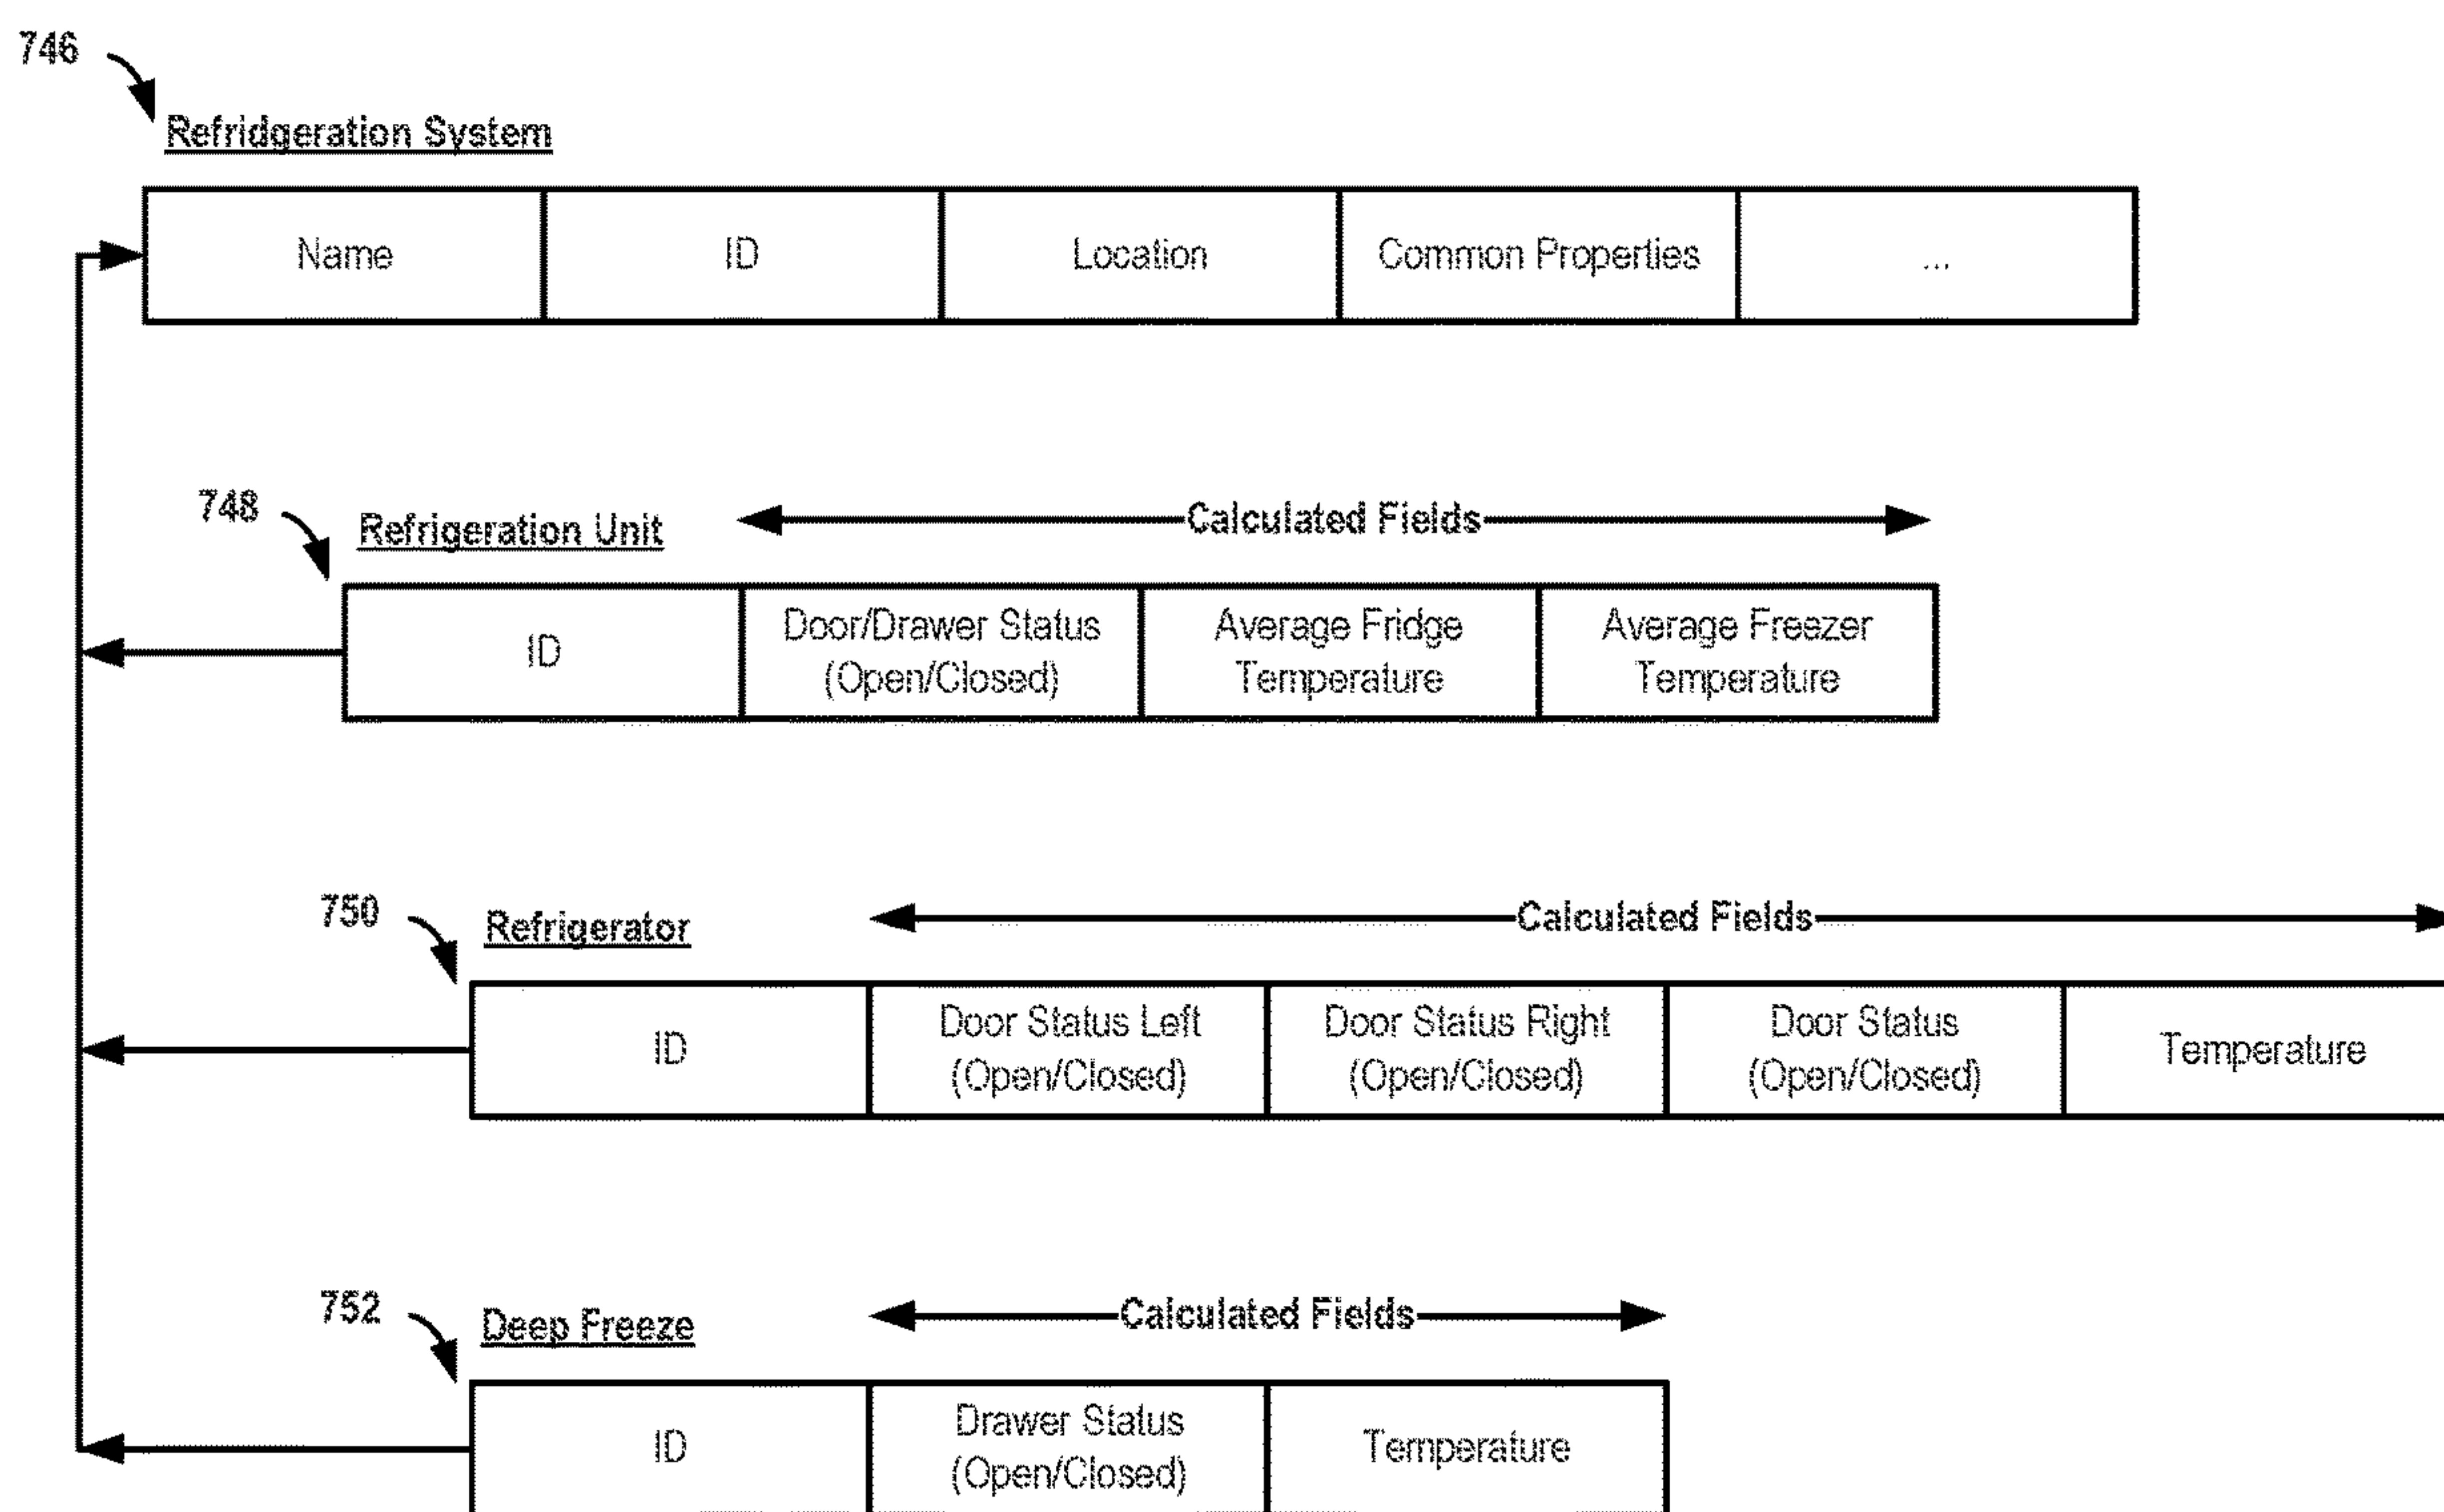 746
Refridgeration System
Name
ID
Location
Common Properties
...
748
Refrigeration Unit
Calculated Fields
ID
Door/Drawer Status
(Open/Closed)
Average Fridge
Temperature
Average Freezer
Temperature
750
Refrigerator
Calculated Fields
ID
Door Status Left
(Open/Closed)
Door Status Right
(Open/Closed)
Door Status
(Open/Closed)
Temperature
752
Deep Freeze
Calculated Fields
ID
Drawer Status
(Open/Closed)
Temperature